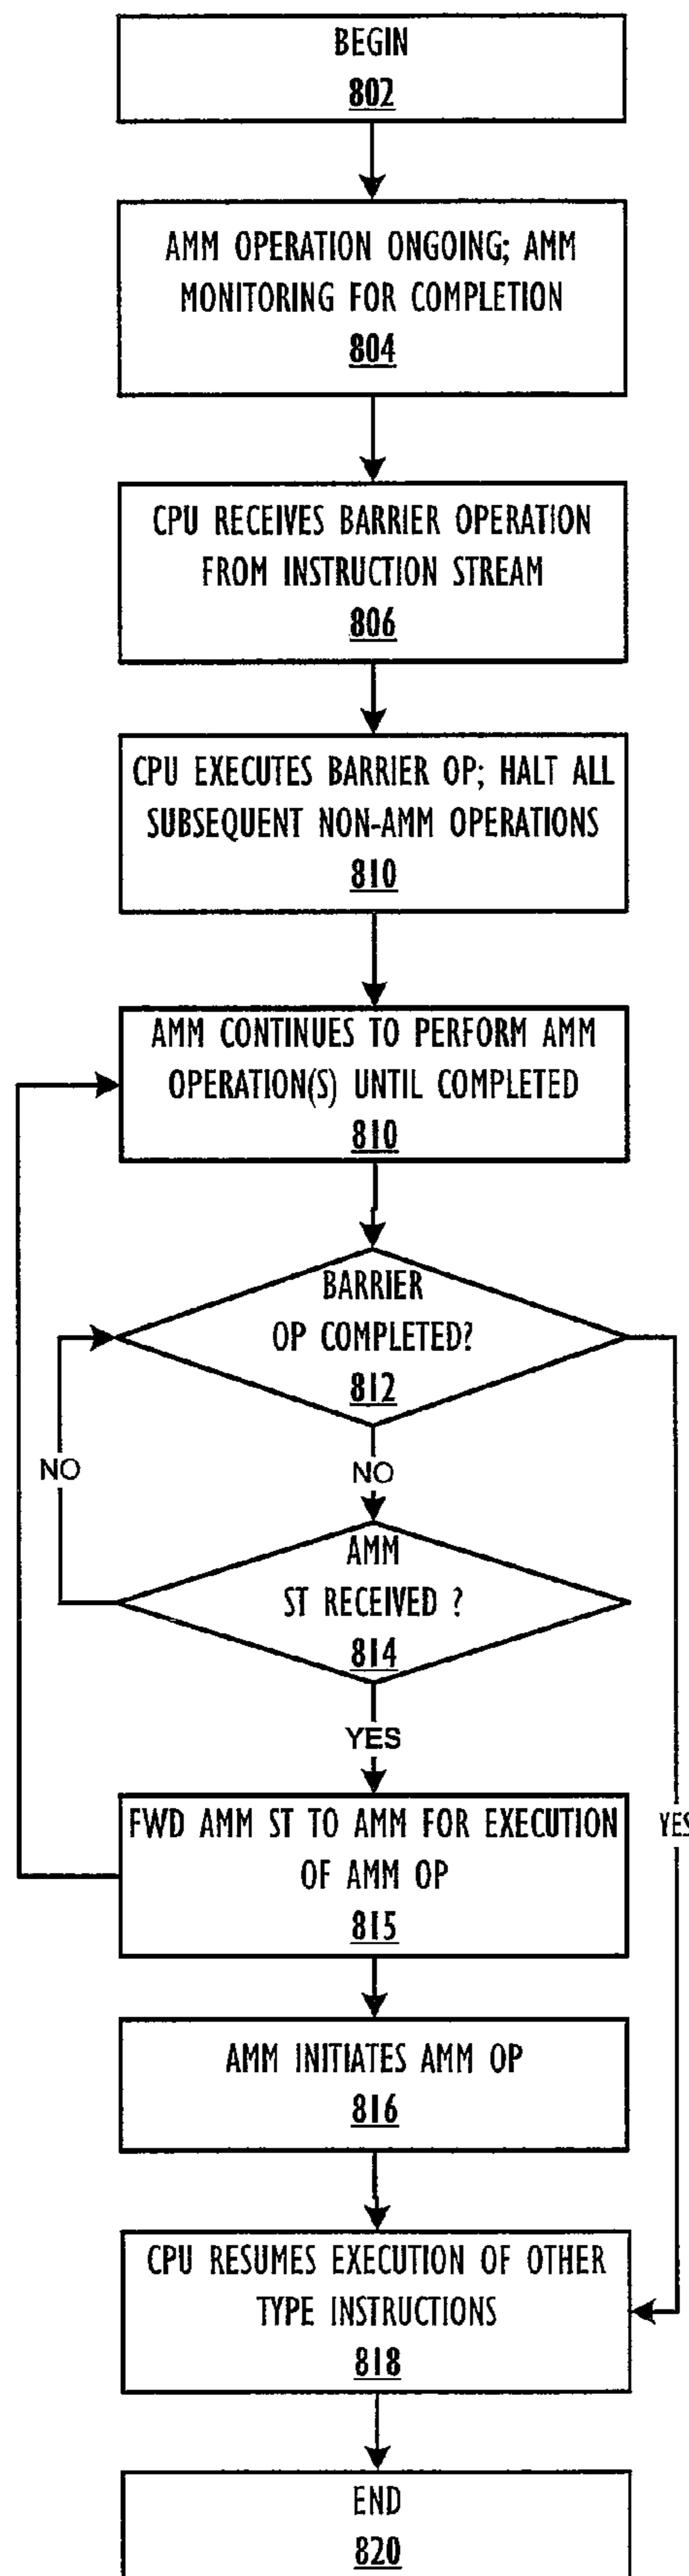 BEGIN
802
AMM OPERATION ONGOING; AMM
MONITORING FOR COMPLETION
804
CPU RECEIVES BARRIER OPERATION
FROM INSTRUCTION STREAM
806
CPU EXECUTES BARRIER OP; HALT ALL
SUBSEQUENT NON-AMM OPERATIONS
810
AMM CONTINUES TO PERFORM AMM
OPERATION(S) UNTIL COMPLETED
810
BARRIER
OP COMPLETED?
812
NO
NO
AMM
ST RECEIVED ?
814
YES
FWD AMM ST TO AMM FOR EXECUTION
OF AMM OP
815
YES
AMM INITIATES AMM OP
816
CPU RESUMES EXECUTION OF OTHER
TYPE INSTRUCTIONS
818
END
820